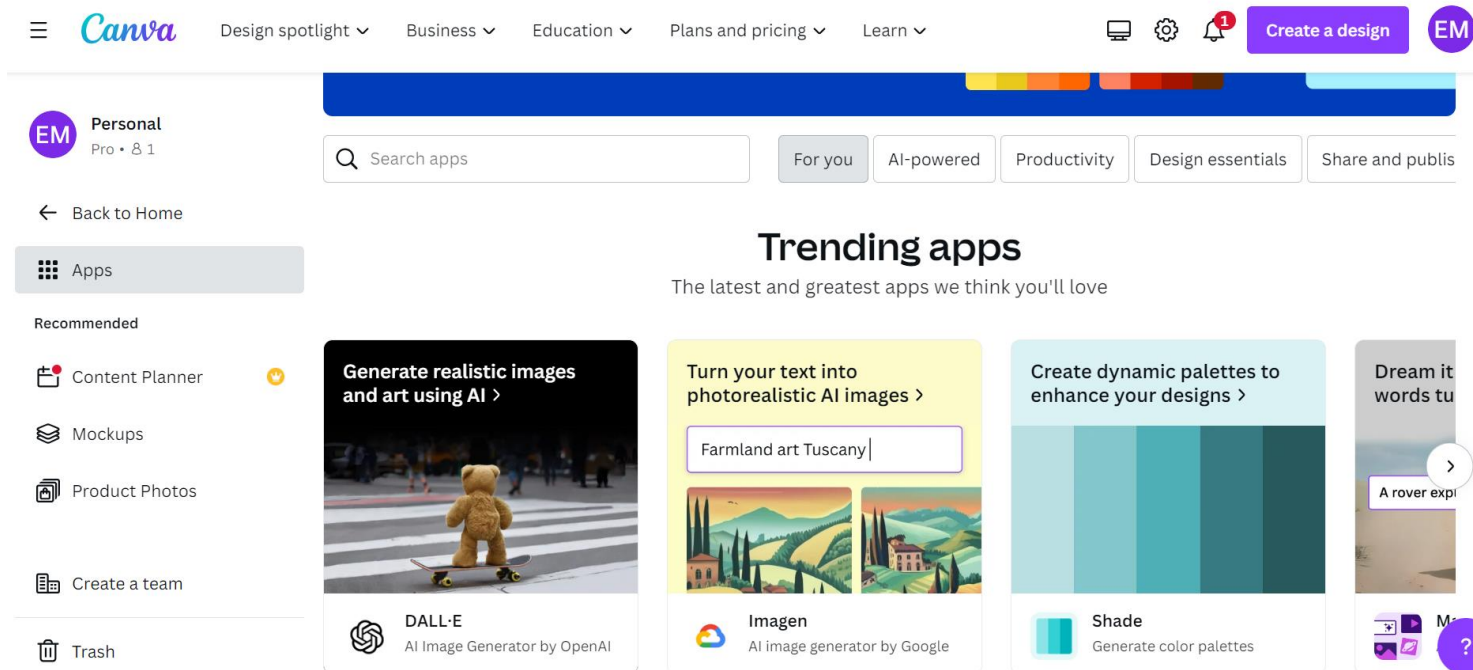 Canva
Design spotlight
Business
Education
Plans and pricing
Learn
1
Create a design
EM
EM
Personal
Pro • 1
Back to Home
Apps
Recommended
Content Planner
Mockups
Product Photos
Create a team
Trash
Search apps
For you
AI-powered
Productivity
Design essentials
Share and publis
Trending apps
The latest and greatest apps we think you'll love
Generate realistic images
and art using AI >
DALL·E
AI Image Generator by OpenAI
Turn your text into
photorealistic AI images >
Farmland art Tuscany
Imagen
AI image generator by Google
Create dynamic palettes to
enhance your designs >
Shade
Generate color palettes
Dream it
words tu
A rover expl
?